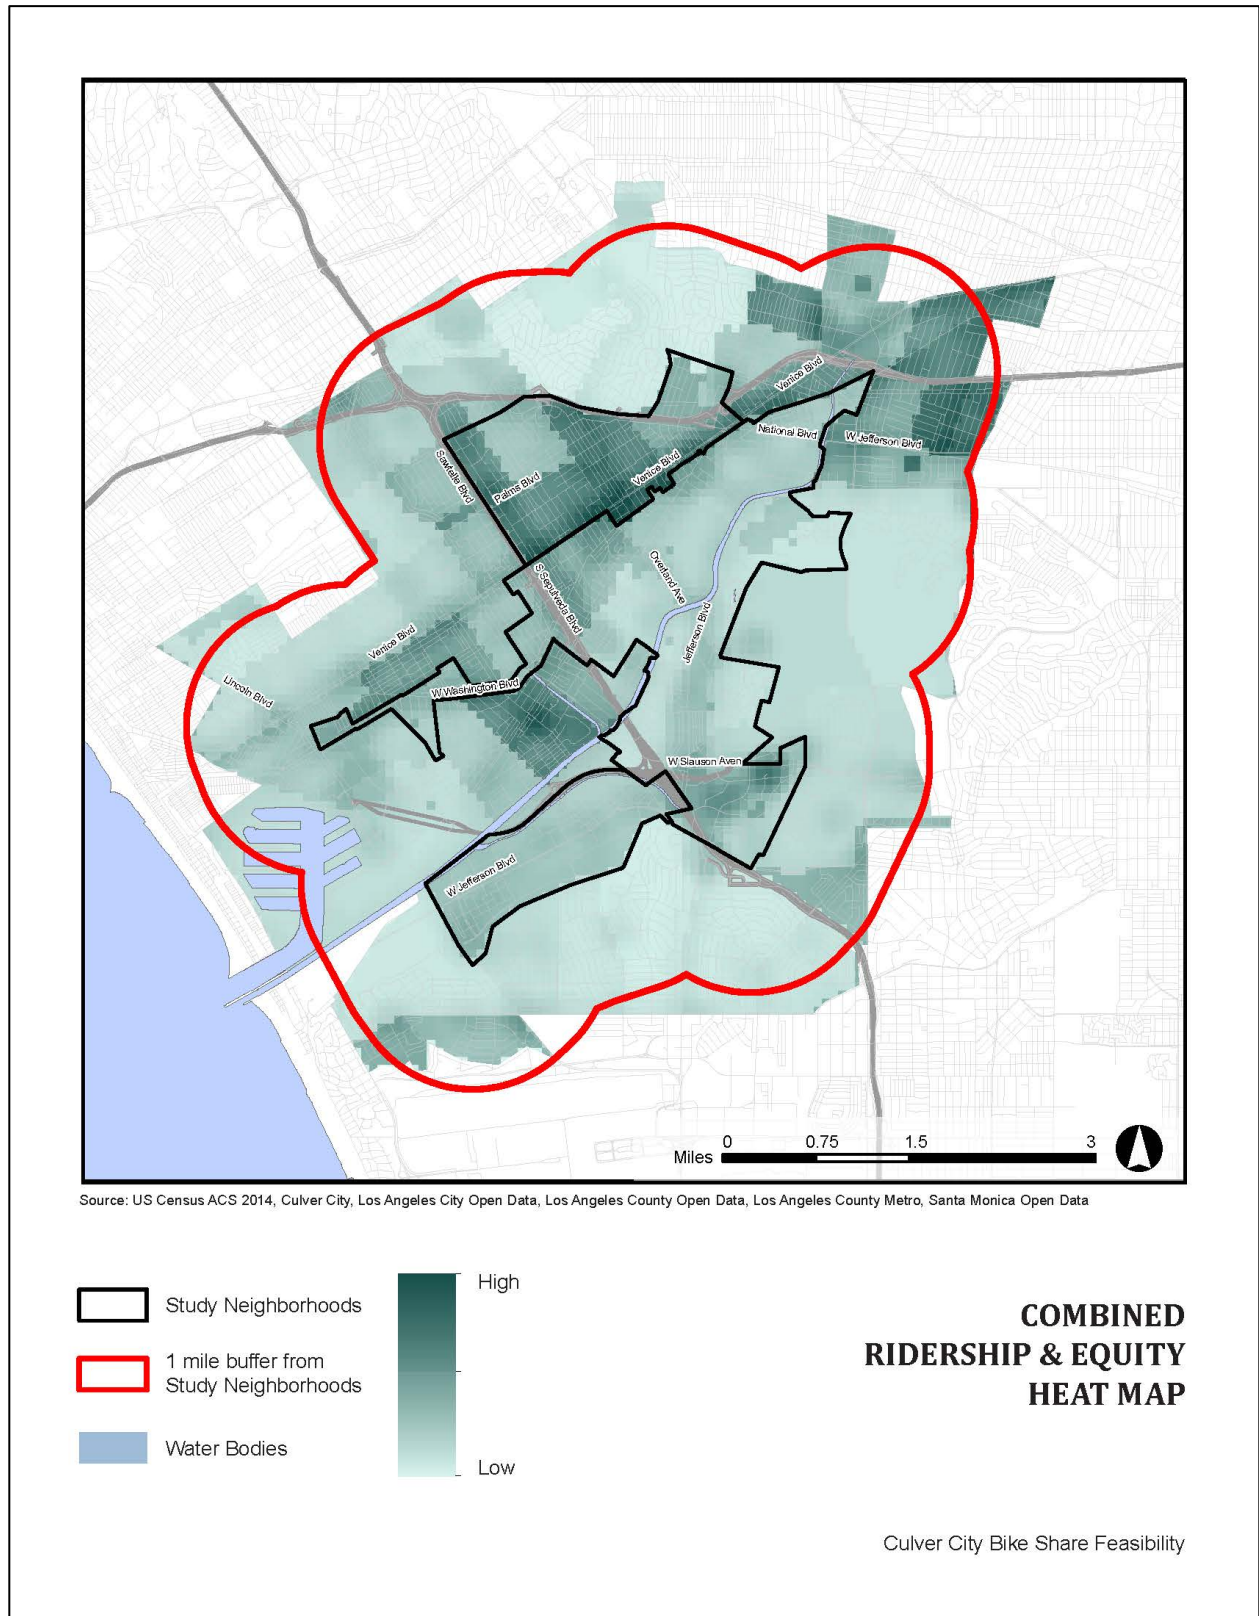 Venice Blvd
National Blvd
W Jefferson Blvd
Sawtelle Blvd
Palms Blvd
Venice Blvd
S Sepulveda Blvd
Overland Ave
Jefferson Blvd
Venice Blvd
Lincoln Blvd
W Washington Blvd
W Slauson Aven
W Jefferson Blvd
Miles 0 0.75 1.5 3
Source: US Census ACS 2014, Culver City, Los Angeles City Open Data, Los Angeles County Open Data, Los Angeles County Metro, Santa Monica Open Data
Study Neighborhoods
1 mile buffer from
Study Neighborhoods
Water Bodies
High
Low
COMBINED
RIDERSHIP & EQUITY
HEAT MAP
Culver City Bike Share Feasibility